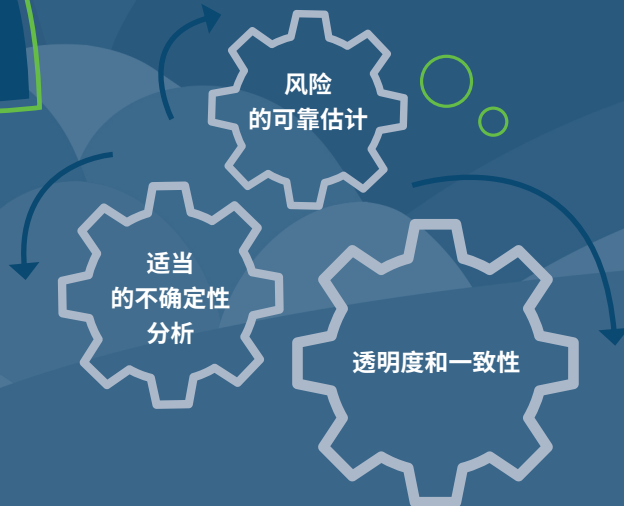 风险
的可靠估计
适当
的不确定性
分析
透明度和一致性